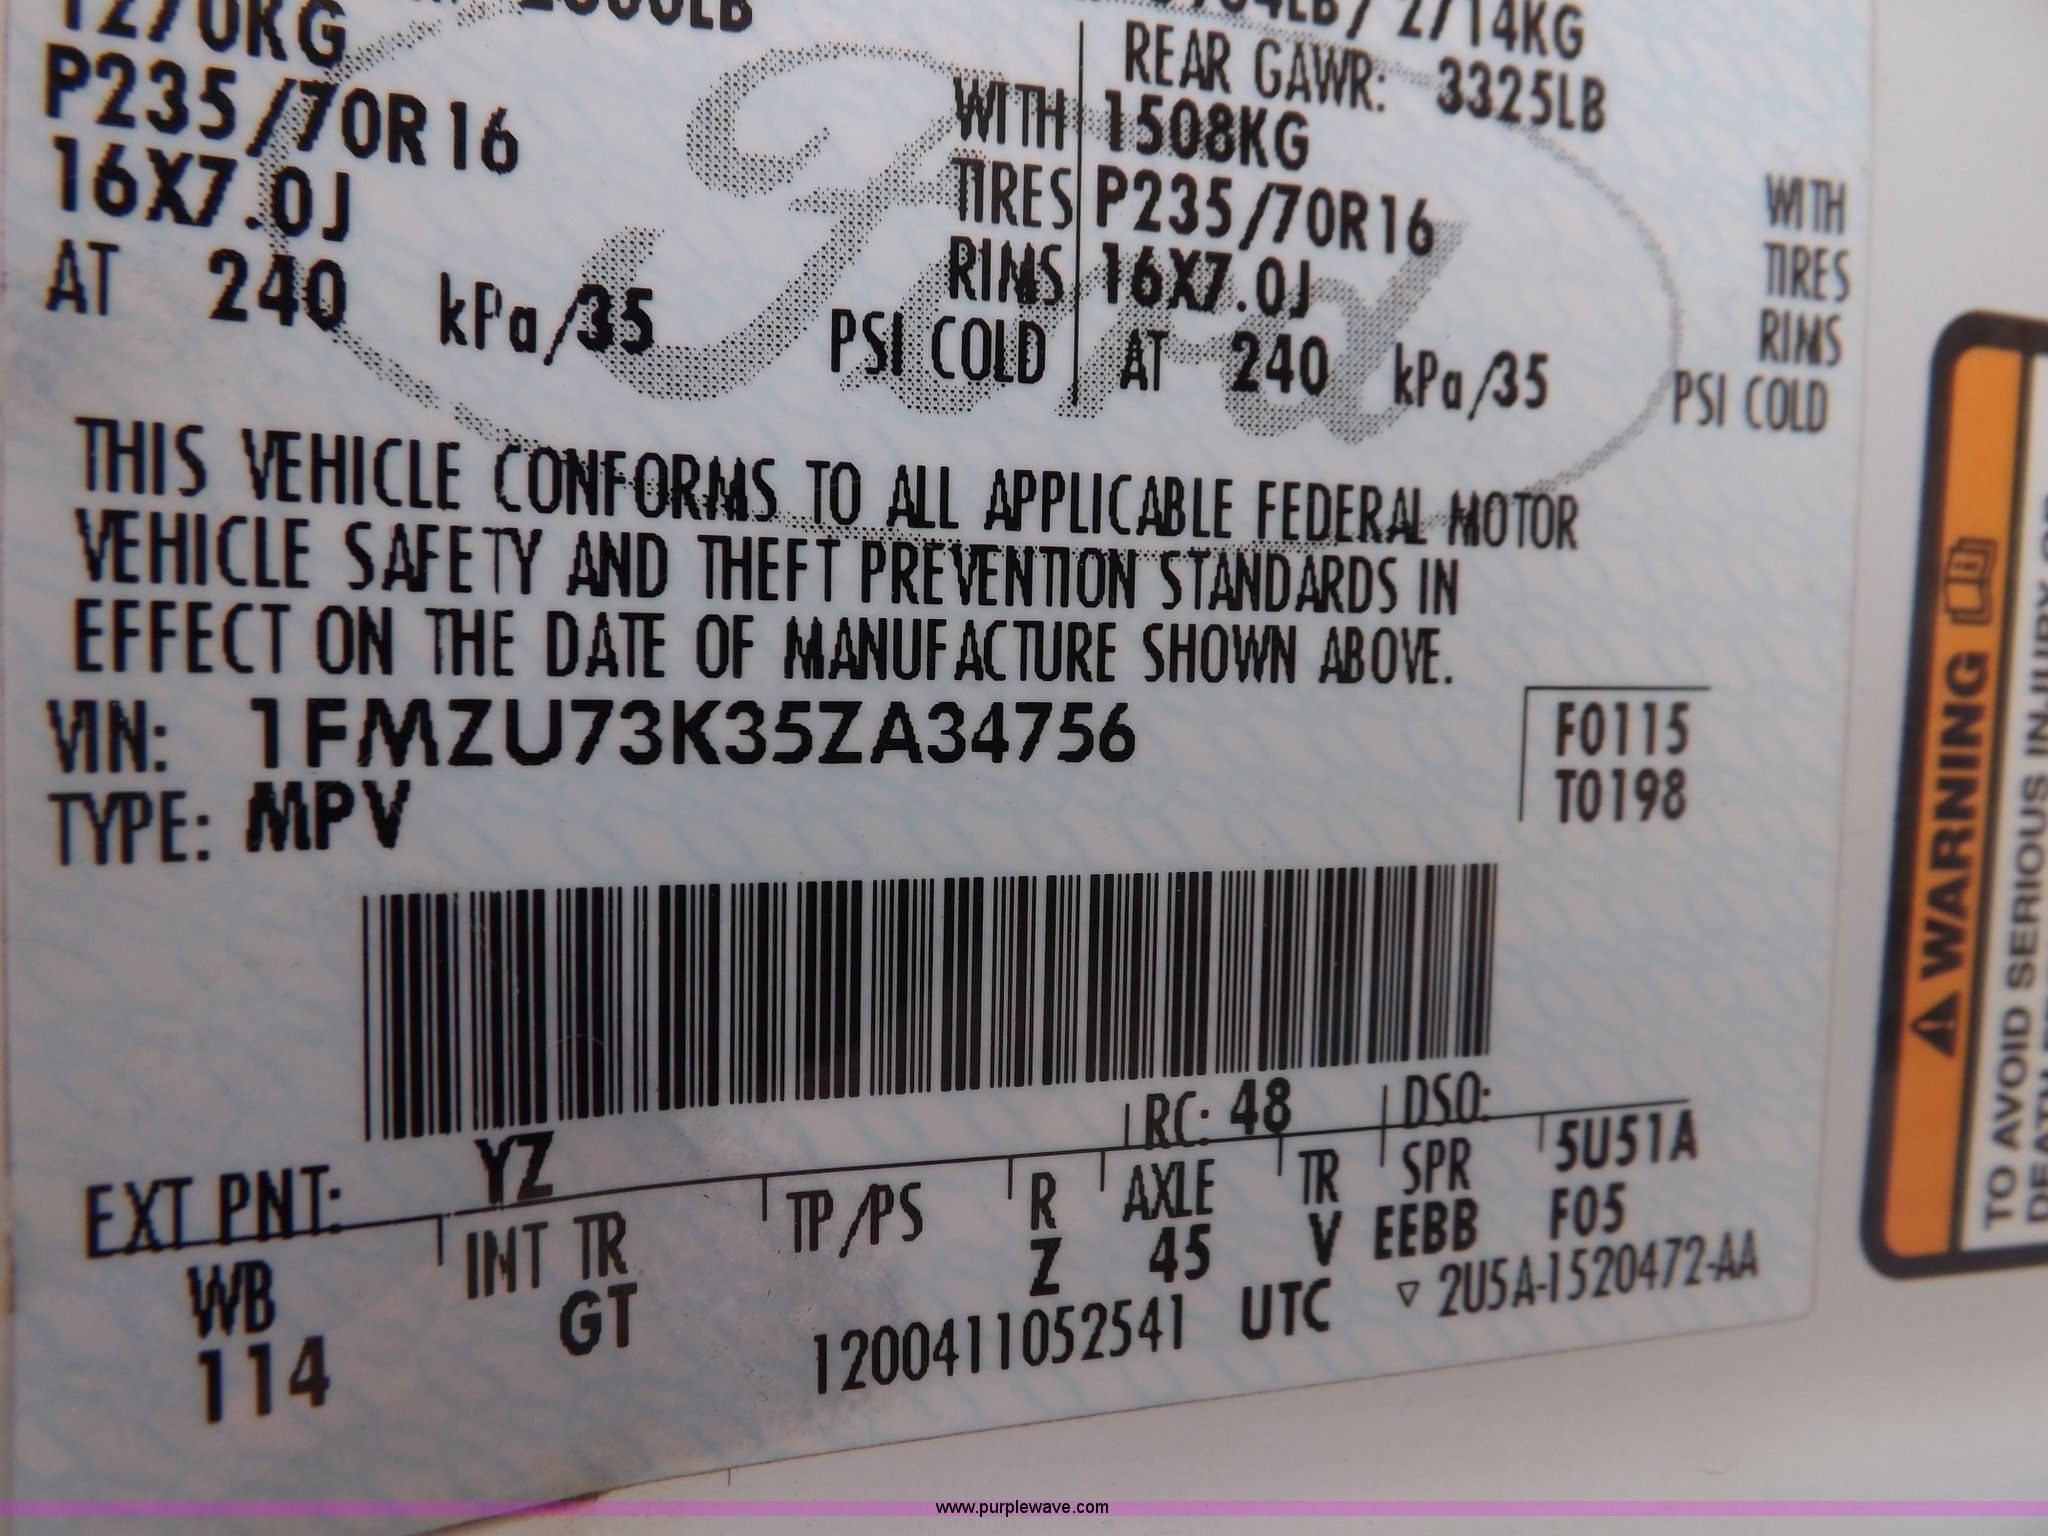 1270KG
2714KG
REAR GAWR: 3325LB
P235/70R16 WITH 1508KG WITH
16X7.0J TIRES P235/70R16 TIRES
RIMS 16X7.0J RIMS
AT 240 kPa/35 PSI COLD AT 240 kPa/35 PSI COLD
THIS VEHICLE CONFORMS TO ALL APPLICABLE FEDERAL MOTOR
VEHICLE SAFETY AND THEFT PREVENTION STANDARDS IN
EFFECT ON THE DATE OF MANUFACTURE SHOWN ABOVE.
VIN: 1FMZU73K35ZA34756 F0115
TYPE: MPV T0198
RC: 48 DSO:
EXT PNT: YZ 5U51A
WB INT TR TP/PS R AXLE TR SPR
114 GT Z 45 V EEBB F05
1200411052541 UTC ▽ 2U5A-1520472-AA
Ford
WARNING
TO AVOID SERIOUS INJURY OR
www.purplewave.com